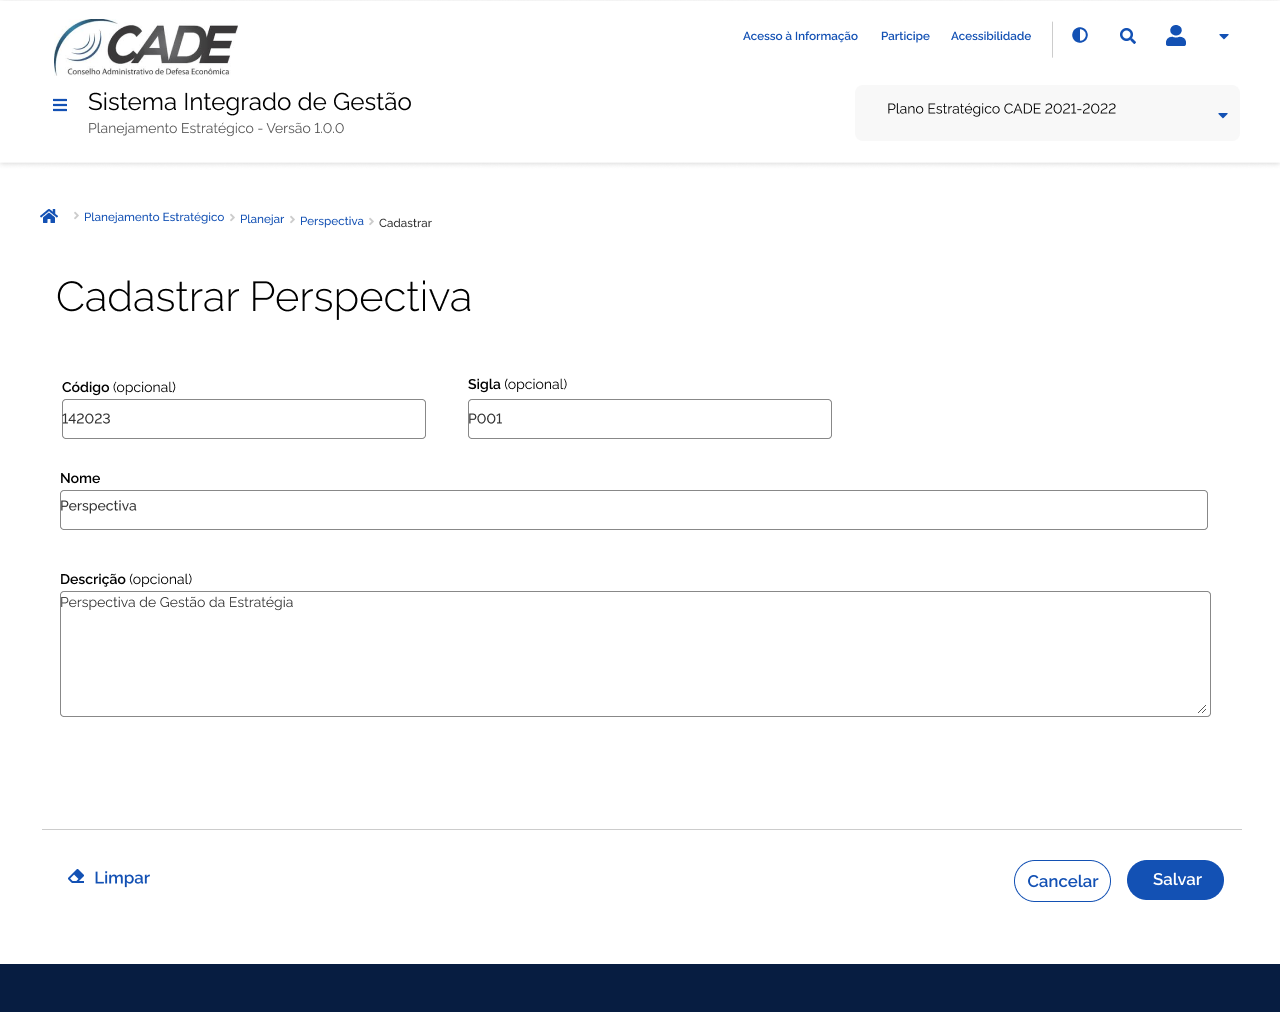 CADE
Conselho Administrativo de Defesa Econômica
Acesso à Informação Participe Acessibilidade
Sistema Integrado de Gestão
Planejamento Estratégico - Versão 1.0.0
Plano Estratégico CADE 2021-2022
Planejamento Estratégico Planejar Perspectiva Cadastrar
Cadastrar Perspectiva
Código (opcional) Sigla (opcional)
142023 P001
Nome
Perspectiva
Descrição (opcional)
Perspectiva de Gestão da Estratégia
Limpar Cancelar Salvar